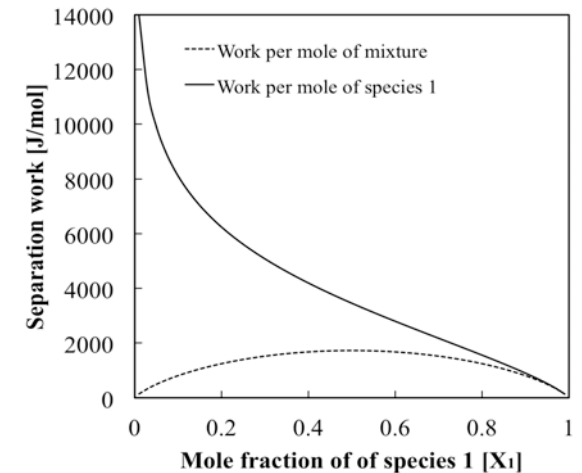 14000
12000
10000
8000
6000
4000
2000
0
Separation work [J/mol]
Work per mole of mixture
Work per mole of species 1
0 0.2 0.4 0.6 0.8 1
Mole fraction of of species 1 [X₁]